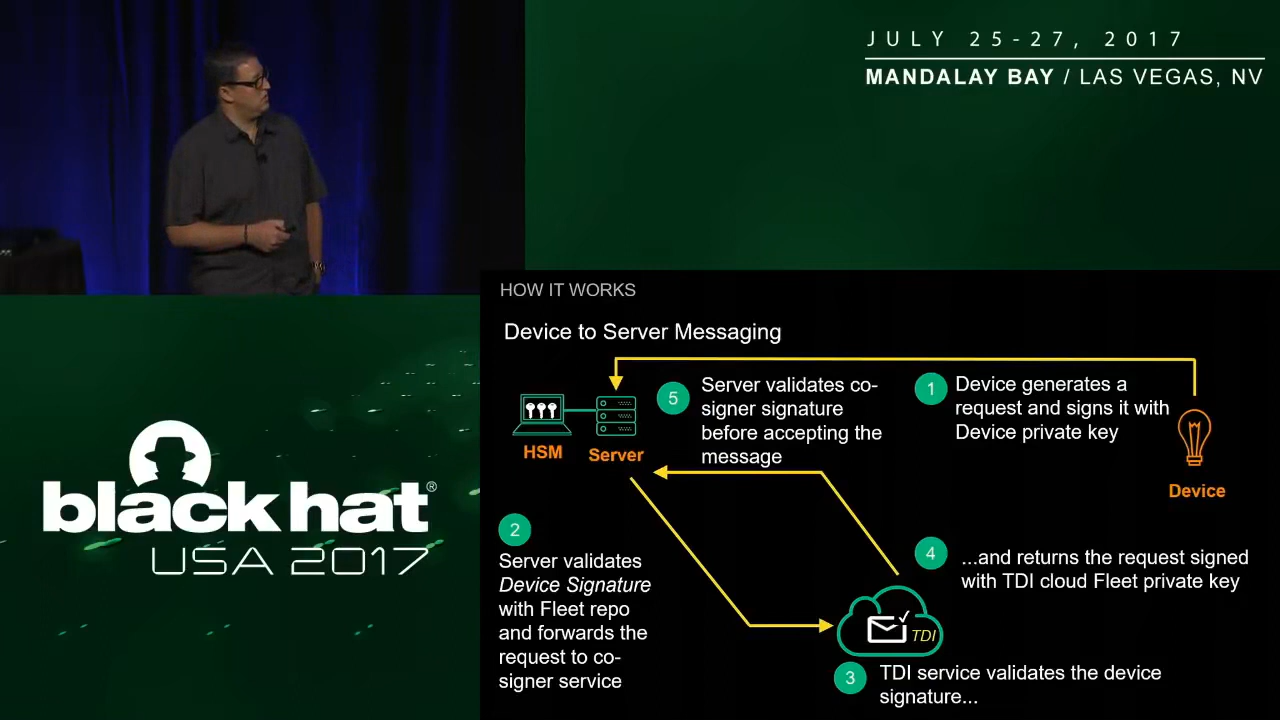 JULY 25-27, 2017
MANDALAY BAY / LAS VEGAS, NV
HOW IT WORKS
Device to Server Messaging
1
Device generates a
request and signs it with
Device private key
5
Server validates co-
signer signature
before accepting the
message
HSM
Server
Device
2
Server validates
Device Signature
with Fleet repo
and forwards the
request to co-
signer service
4
...and returns the request signed
with TDI cloud Fleet private key
TDI
3
TDI service validates the device
signature...
black hat®
USA 2017